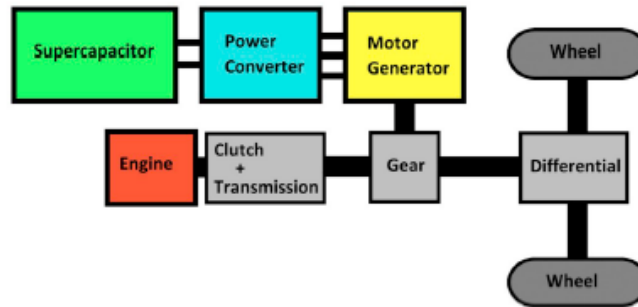 Supercapacitor
Power
Converter
Motor
Generator
Wheel
Engine
Clutch
+
Transmission
Gear
Differential
Wheel